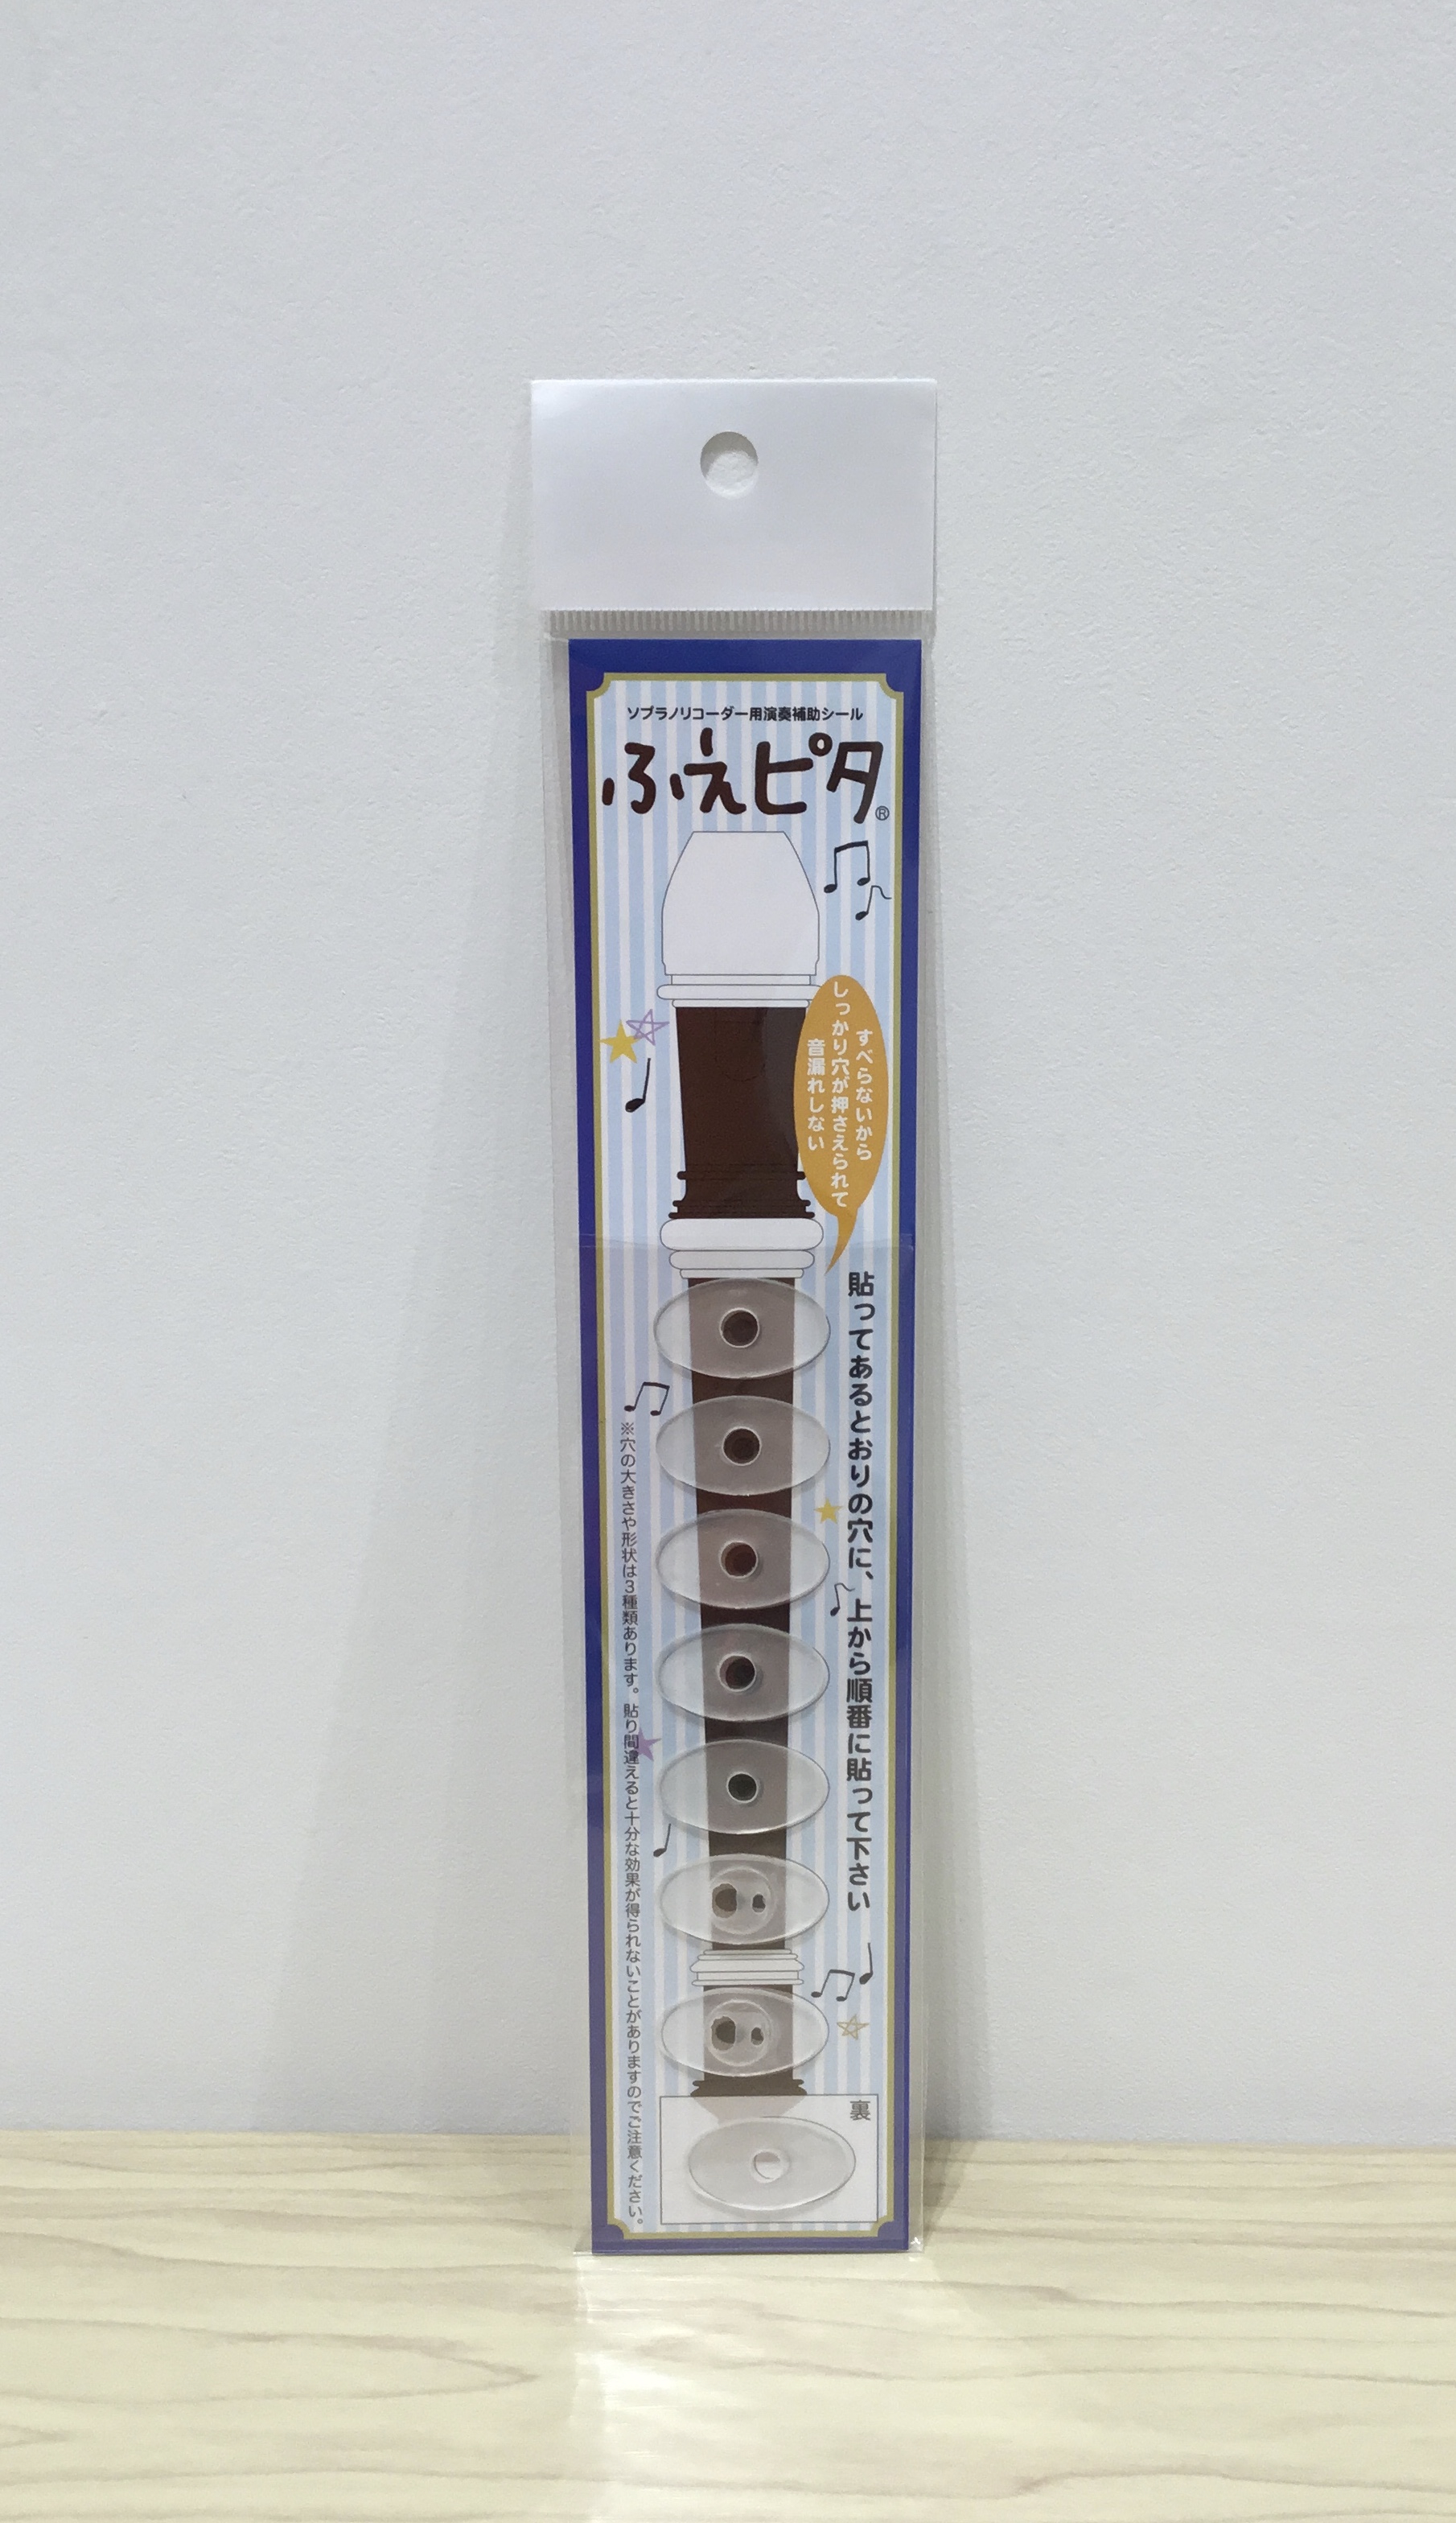 ソプラノリコーダー用演奏補助シール
ふえピタ®
すべらないから
しっかり穴が押さえられて
音漏れしない
貼ってあるとおりの穴に、上から順番に貼って下さい
※穴の大きさや形状は3種類あります。貼り間違えると十分な効果が得られないことがありますのでご注意ください。
裏